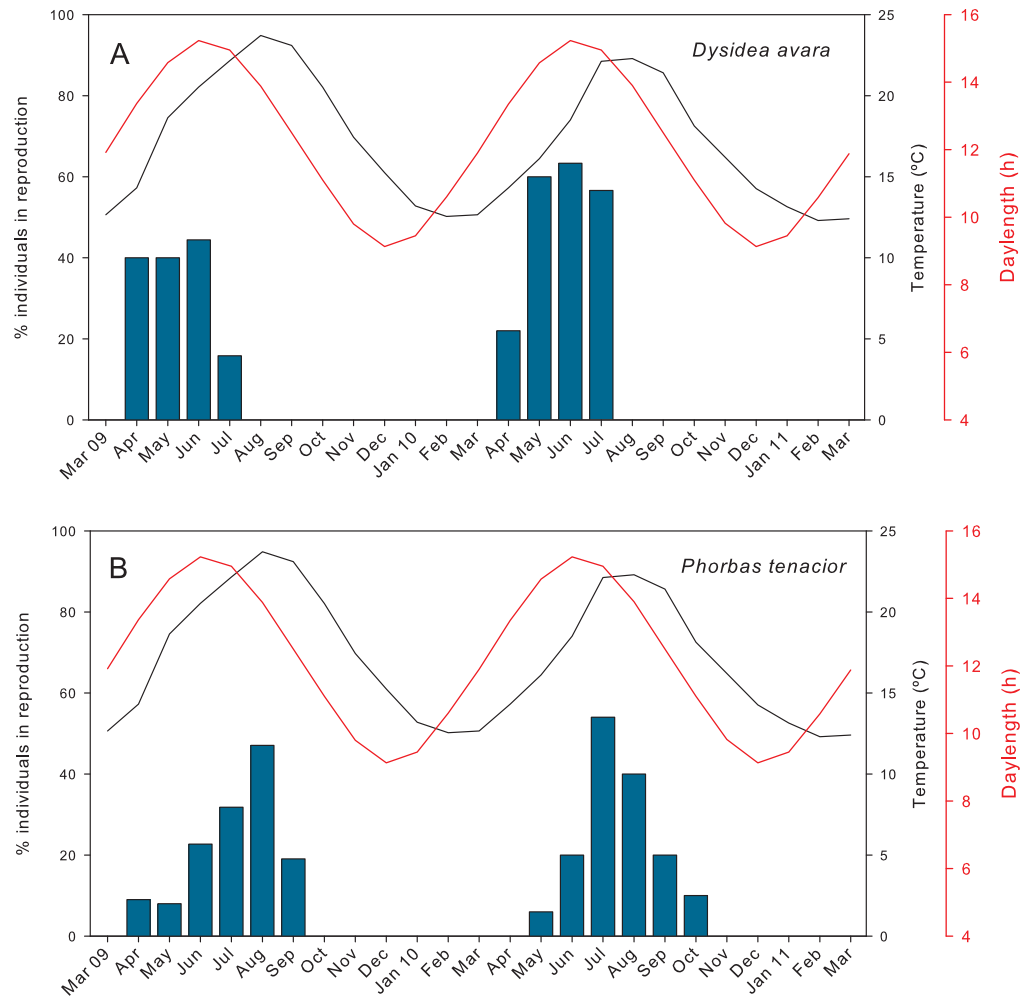 A
Dysidea avara
% individuals in reproduction
100
80
60
40
20
0
25
20
15
10
5
0
Temperature (ºC)
16
14
12
10
8
6
4
Daylength (h)
Mar 09
Apr
May
Jun
Jul
Aug
Sep
Oct
Nov
Dec
Jan 10
Feb
Mar
Apr
May
Jun
Jul
Aug
Sep
Oct
Nov
Dec
Jan 11
Feb
Mar
B
Phorbas tenacior
% individuals in reproduction
100
80
60
40
20
0
25
20
15
10
5
0
Temperature (ºC)
16
14
12
10
8
6
4
Daylength (h)
Mar 09
Apr
May
Jun
Jul
Aug
Sep
Oct
Nov
Dec
Jan 10
Feb
Mar
Apr
May
Jun
Jul
Aug
Sep
Oct
Nov
Dec
Jan 11
Feb
Mar